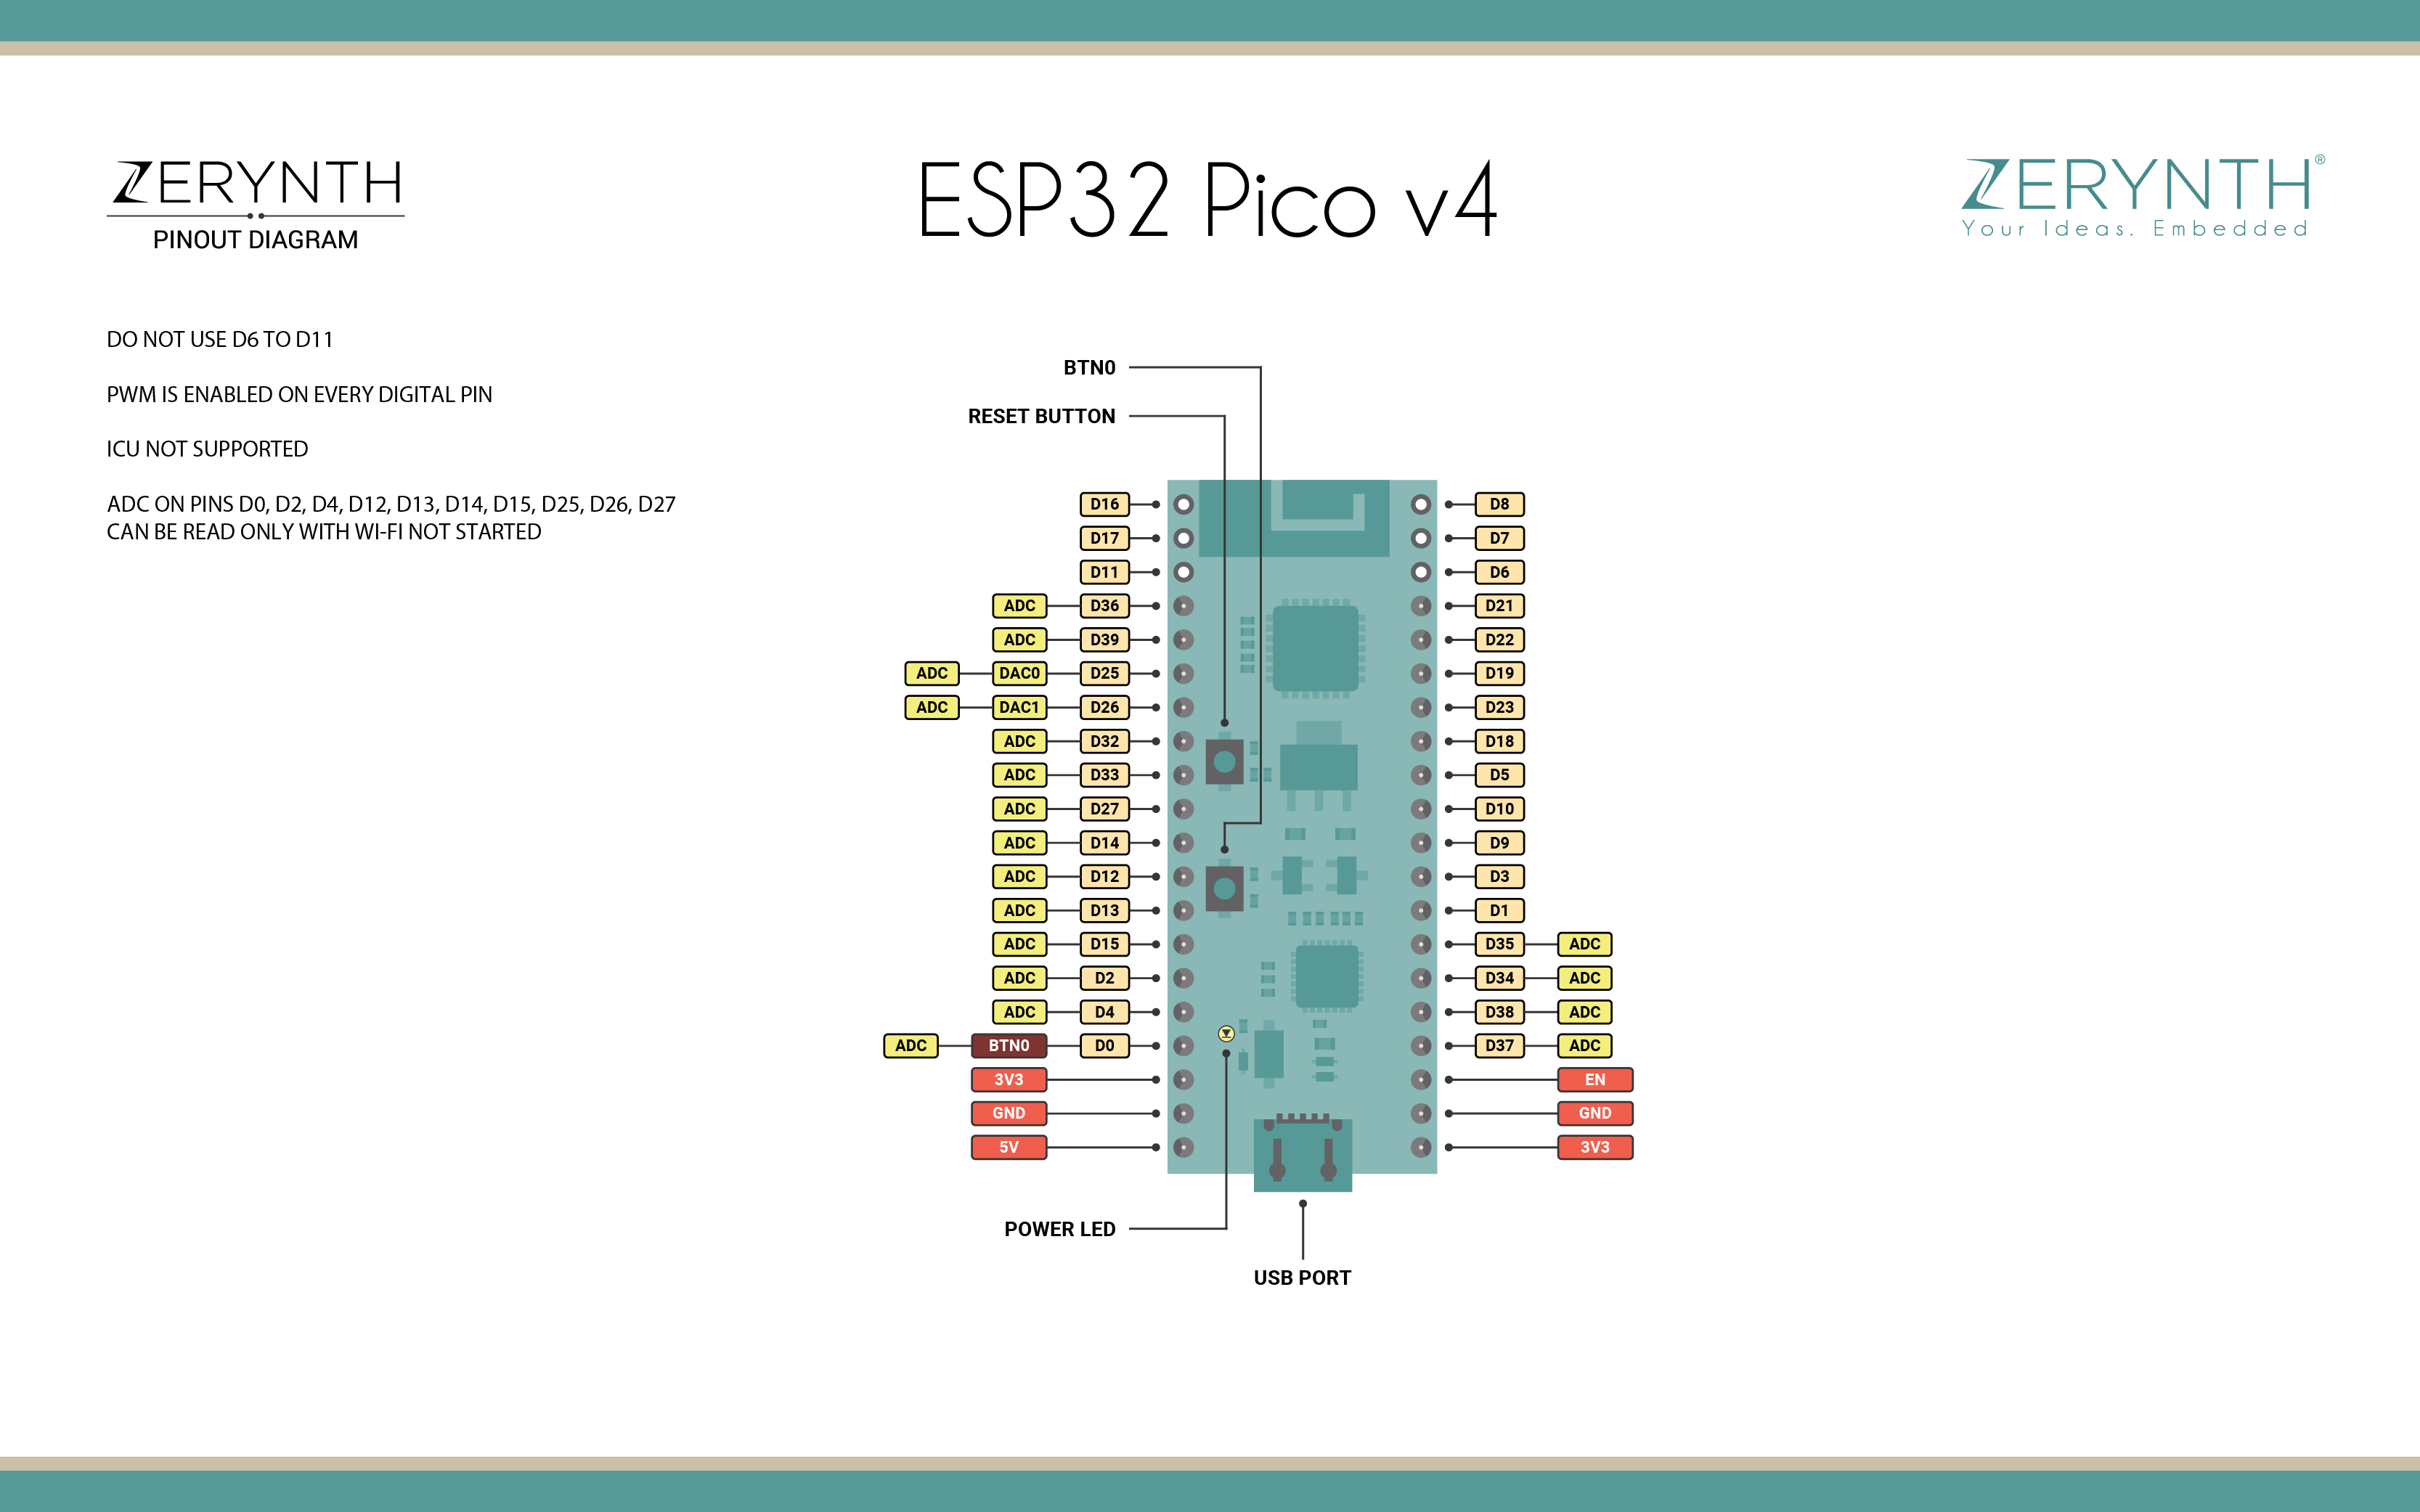 ZERYNTH
PINOUT DIAGRAM
ESP32 Pico v4
ZERYNTH®
Your Ideas. Embedded
DO NOT USE D6 TO D11
PWM IS ENABLED ON EVERY DIGITAL PIN
ICU NOT SUPPORTED
ADC ON PINS D0, D2, D4, D12, D13, D14, D15, D25, D26, D27
CAN BE READ ONLY WITH WI-FI NOT STARTED
BTN0
RESET BUTTON
D16 D8
D17 D7
D11 D6
ADC D36 D21
ADC D39 D22
ADC DAC0 D25 D19
ADC DAC1 D26 D23
ADC D32 D18
ADC D33 D5
ADC D27 D10
ADC D14 D9
ADC D12 D3
ADC D13 D1
ADC D15 D35 ADC
ADC D2 D34 ADC
ADC D4 D38 ADC
ADC BTN0 D0 D37 ADC
3V3 EN
GND GND
5V 3V3
POWER LED
USB PORT